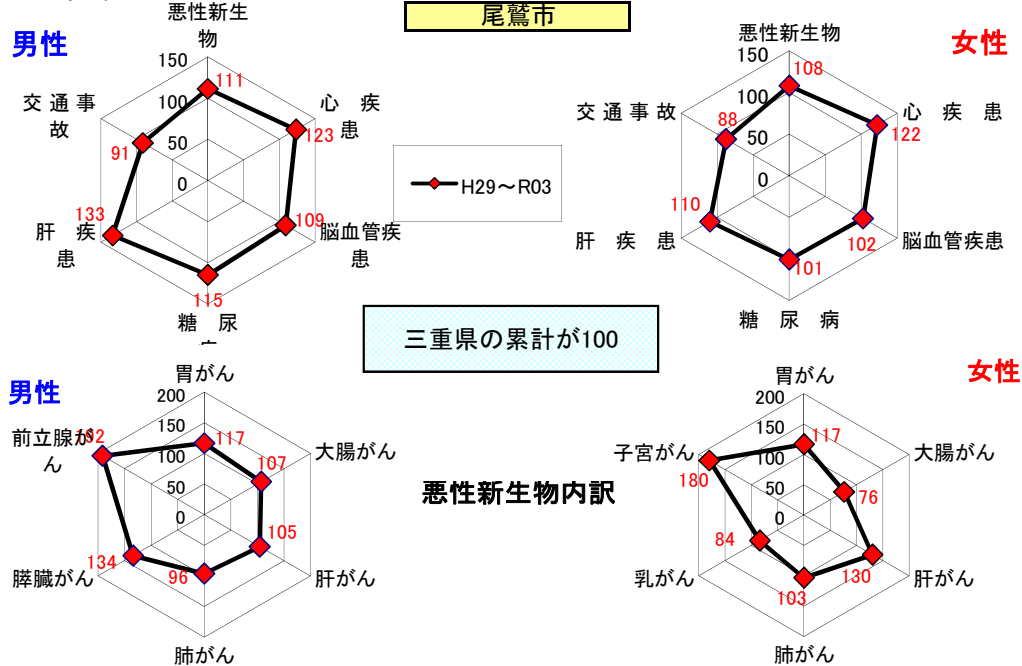 尾鷲市
男性
悪性新生
物
150
100
50
0
111
心 疾
患
123
109
脳血管疾
患
115
糖 尿
133
肝 疾
患
交 通 事
故
91
H29～R03
女性
悪性新生物
150
100
50
0
108
心 疾 患
122
102
脳血管疾患
101
糖 尿 病
110
肝 疾 患
交 通 事 故
88
三重県の累計が100
男性
胃がん
200
150
100
50
0
117
大腸がん
107
105
肝がん
96
肺がん
134
膵臓がん
前立腺が
ん
悪性新生物内訳
女性
胃がん
200
150
100
50
0
117
大腸がん
76
130
肝がん
103
肺がん
84
乳がん
子宮がん
180